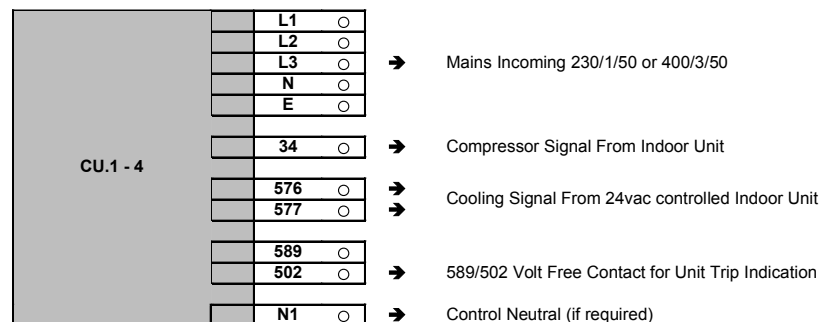 L1
L2
L3 ➔ Mains Incoming 230/1/50 or 400/3/50
N
E
CU.1 - 4
34 ➔ Compressor Signal From Indoor Unit
576 ➔
577 ➔
Cooling Signal From 24vac controlled Indoor Unit
589
502 ➔ 589/502 Volt Free Contact for Unit Trip Indication
N1 ➔ Control Neutral (if required)